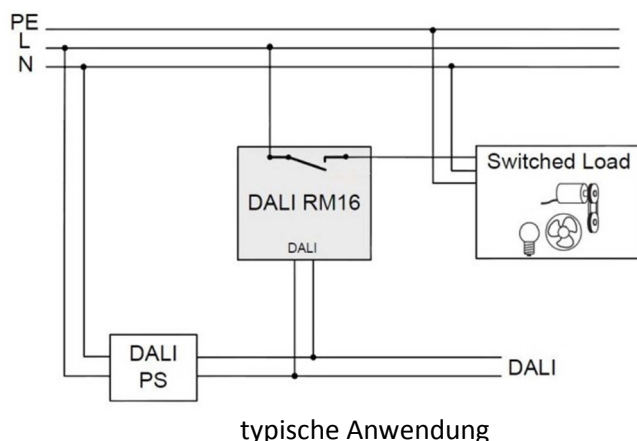 PE
L
N
Switched Load
DALI RM16
DALI
DALI
PS
DALI
typische Anwendung